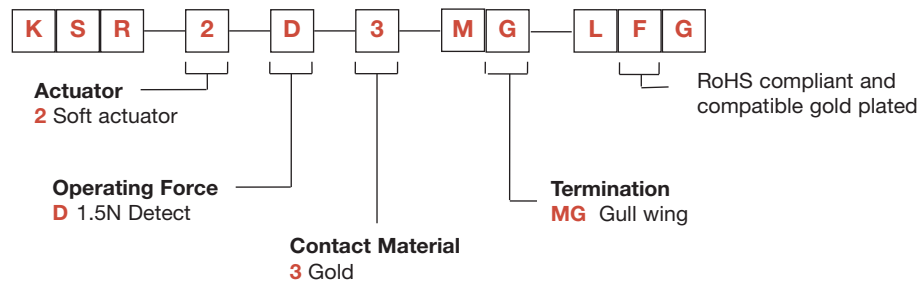 K S R 2 D 3 M G L F G
Actuator
2 Soft actuator
RoHS compliant and
compatible gold plated
Operating Force
D 1.5N Detect
Termination
MG Gull wing
Contact Material
3 Gold